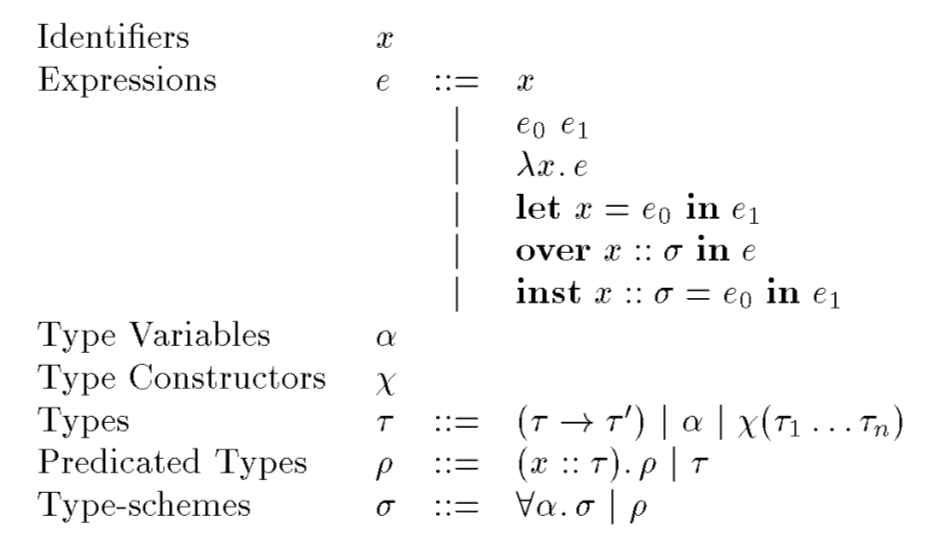 Identifiers x
Expressions e ::= x
| e₀ e₁
| λx. e
| let x = e₀ in e₁
| over x :: σ in e
| inst x :: σ = e₀ in e₁
Type Variables α
Type Constructors χ
Types τ ::= (τ → τ′) | α | χ(τ₁ … τₙ)
Predicated Types ρ ::= (x :: τ). ρ | τ
Type-schemes σ ::= ∀α. σ | ρ